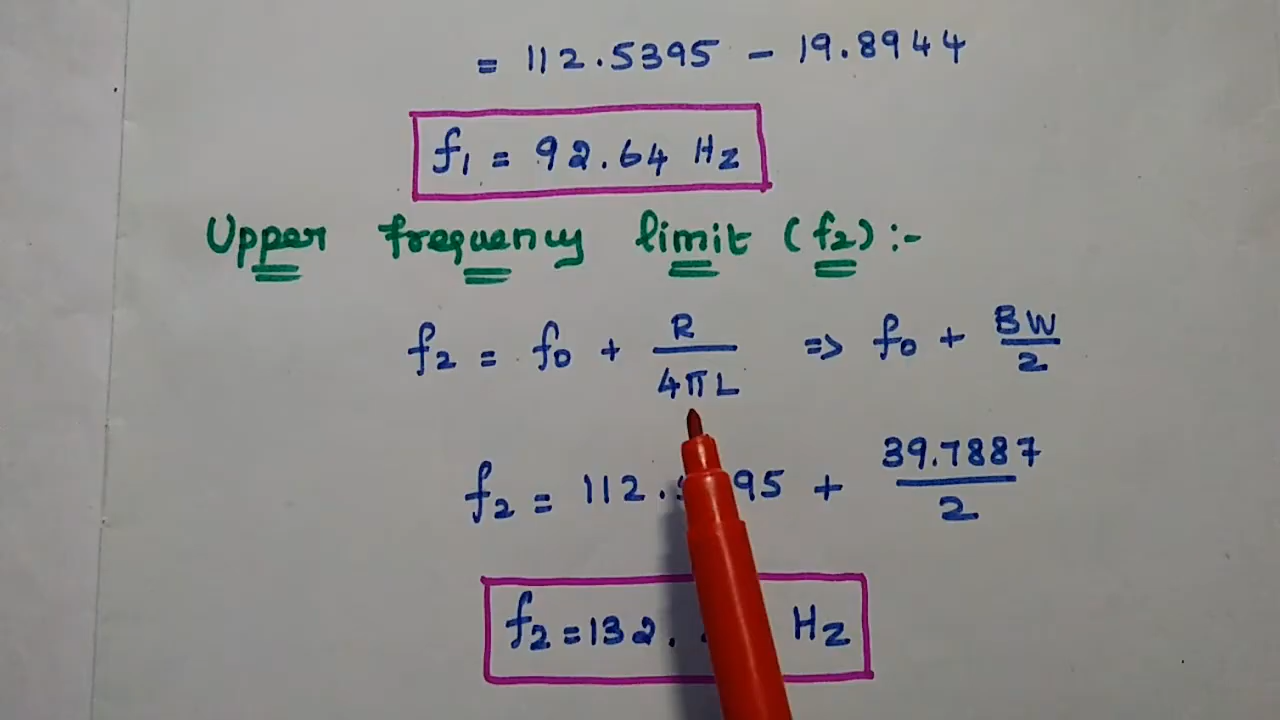 = 112.5395 - 19.8944
f1 = 92.64 Hz
Upper frequency limit (f2) :-
f2 = f0 + R/4πL => f0 + BW/2
f2 = 112. 95 + 39.7887/2
f2 = 132. Hz